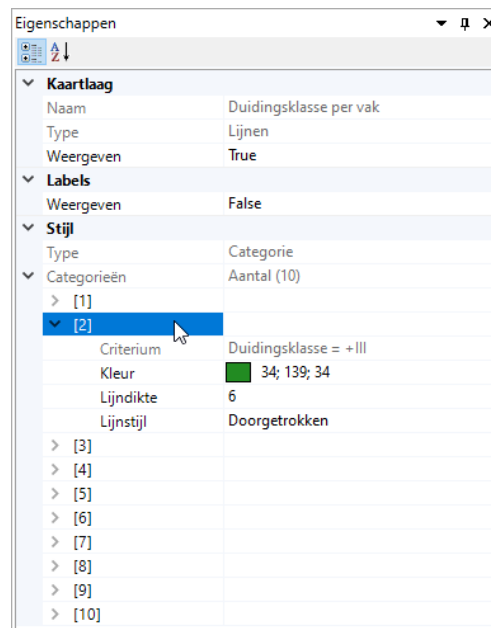 Eigenschappen
Kaartlaag
Naam Duidingsklasse per vak
Type Lijnen
Weergeven True
Labels
Weergeven False
Stijl
Type Categorie
Categorieën Aantal (10)
[1]
[2]
Criterium Duidingsklasse = +III
Kleur 34; 139; 34
Lijndikte 6
Lijnstijl Doorgetrokken
[3]
[4]
[5]
[6]
[7]
[8]
[9]
[10]